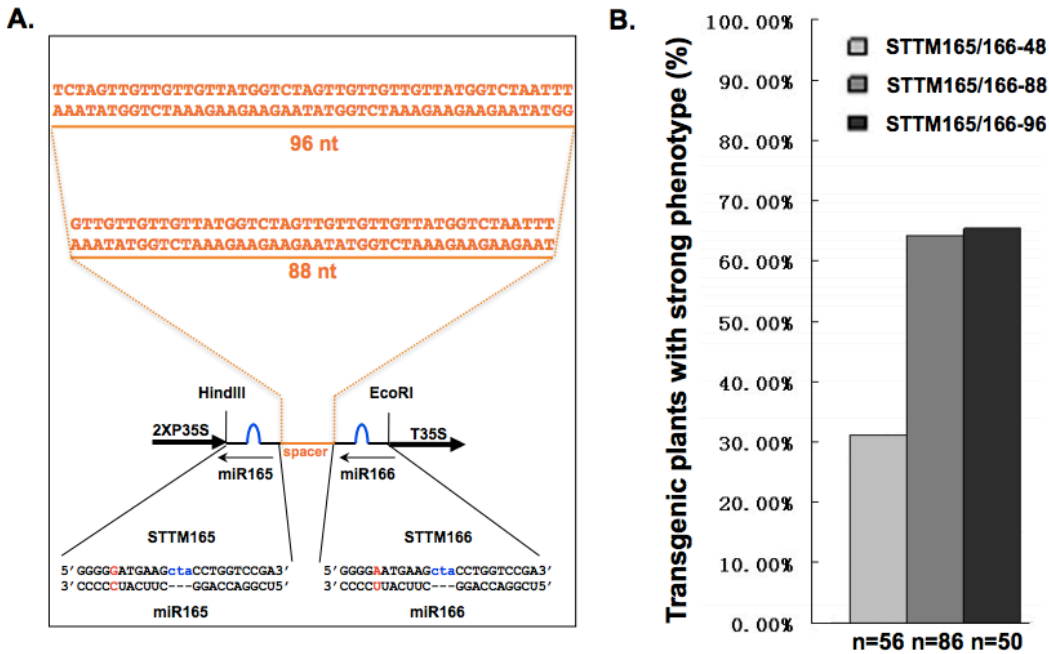 A.
TCTAGTTGTTGTTGTTATGGTCTAGTTGTTGTTGTTATGGTCTAATTT
AAATATGGTCTAAAGAAGAAGAATATGGTCTAAAGAAGAAGAATATGG
96 nt
GTTGTTGTTGTTATGGTCTAGTTGTTGTTGTTATGGTCTAATTT
AAATATGGTCTAAAGAAGAAGAATATGGTCTAAAGAAGAAGAAT
88 nt
HindIII
EcoRI
2XP35S
T35S
spacer
miR165
miR166
STTM165
STTM166
5'GGGGGATGAAGctaCCTGGTCCGA3'
3'CCCCCUACUUC---GGACCAGGCU5'
miR165
5'GGGGAATGAAGctaCCTGGTCCGA3'
3'CCCCUUACUUC---GGACCAGGCU5'
miR166
B.
Transgenic plants with strong phenotype (%)
100.00%
90.00%
80.00%
70.00%
60.00%
50.00%
40.00%
30.00%
20.00%
10.00%
0.00%
STTM165/166-48
STTM165/166-88
STTM165/166-96
n=56 n=86 n=50